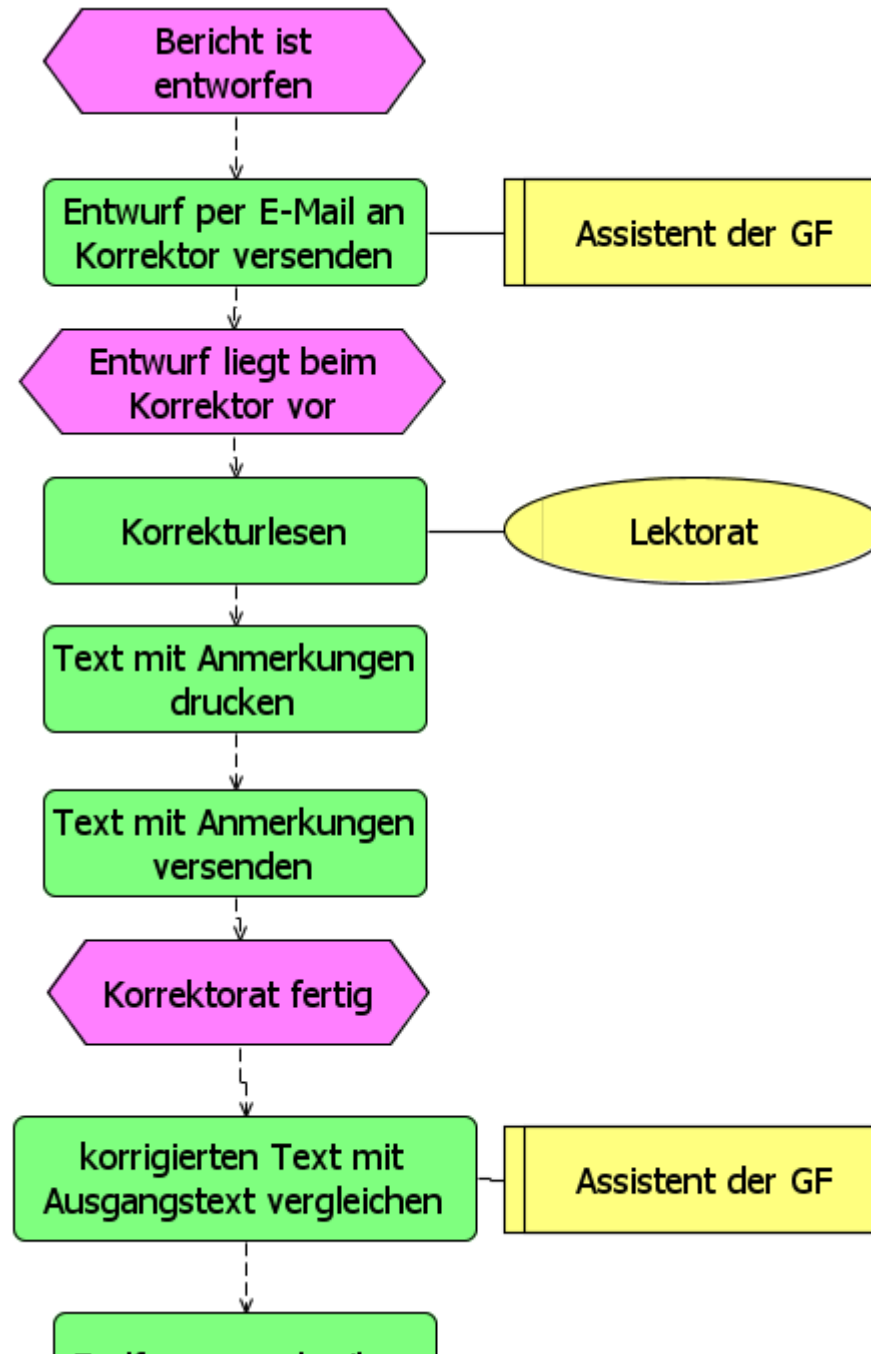 Bericht ist
entworfen
Entwurf per E-Mail an
Korrektor versenden
Assistent der GF
Entwurf liegt beim
Korrektor vor
Korrekturlesen
Lektorat
Text mit Anmerkungen
drucken
Text mit Anmerkungen
versenden
Korrektorat fertig
korrigierten Text mit
Ausgangstext vergleichen
Assistent der GF